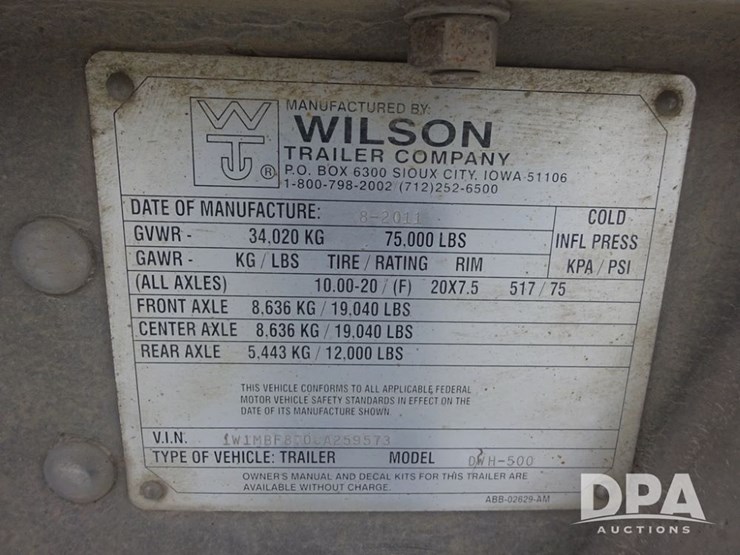 WT ®
MANUFACTURED BY:
WILSON
TRAILER COMPANY
P.O. BOX 6300 SIOUX CITY, IOWA 51106
1-800-798-2002 (712)252-6500
DATE OF MANUFACTURE: 8-2011 COLD
GVWR - 34,020 KG 75,000 LBS INFL PRESS
GAWR - KG / LBS TIRE / RATING RIM KPA / PSI
(ALL AXLES) 10.00-20 / (F) 20X7.5 517 / 75
FRONT AXLE 8,636 KG / 19,040 LBS
CENTER AXLE 8,636 KG / 19,040 LBS
REAR AXLE 5,443 KG / 12,000 LBS
THIS VEHICLE CONFORMS TO ALL APPLICABLE FEDERAL
MOTOR VEHICLE SAFETY STANDARDS IN EFFECT ON THE
DATE OF ITS MANUFACTURE SHOWN
V.I.N.
TYPE OF VEHICLE: TRAILER MODEL DWH-500
OWNER'S MANUAL AND DECAL KITS FOR THIS TRAILER ARE
AVAILABLE WITHOUT CHARGE.
ABB-02629-AM
DPA
AUCTIONS